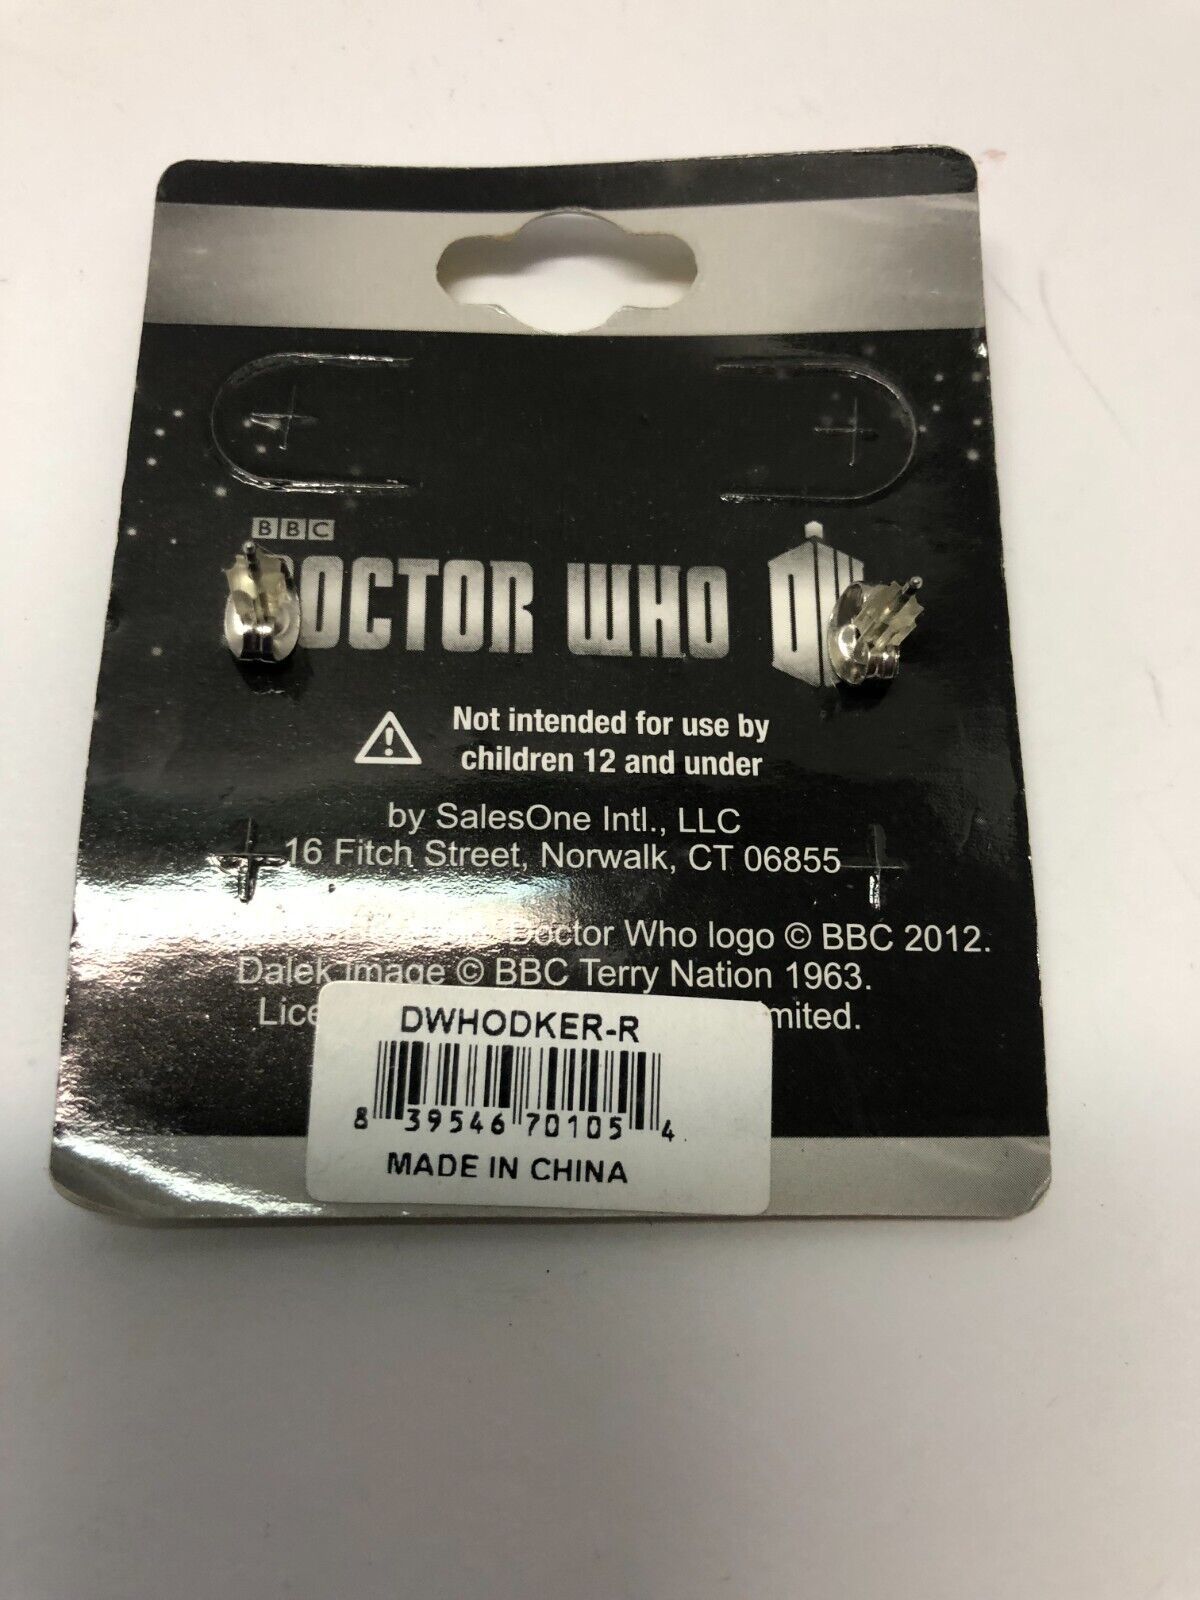 BBC
DOCTOR WHO DW
Not intended for use by
children 12 and under
by SalesOne Intl., LLC
16 Fitch Street, Norwalk, CT 06855
Doctor Who logo © BBC 2012.
Dalek image © BBC Terry Nation 1963.
DWHODKER-R
8 39546 70105 4
MADE IN CHINA